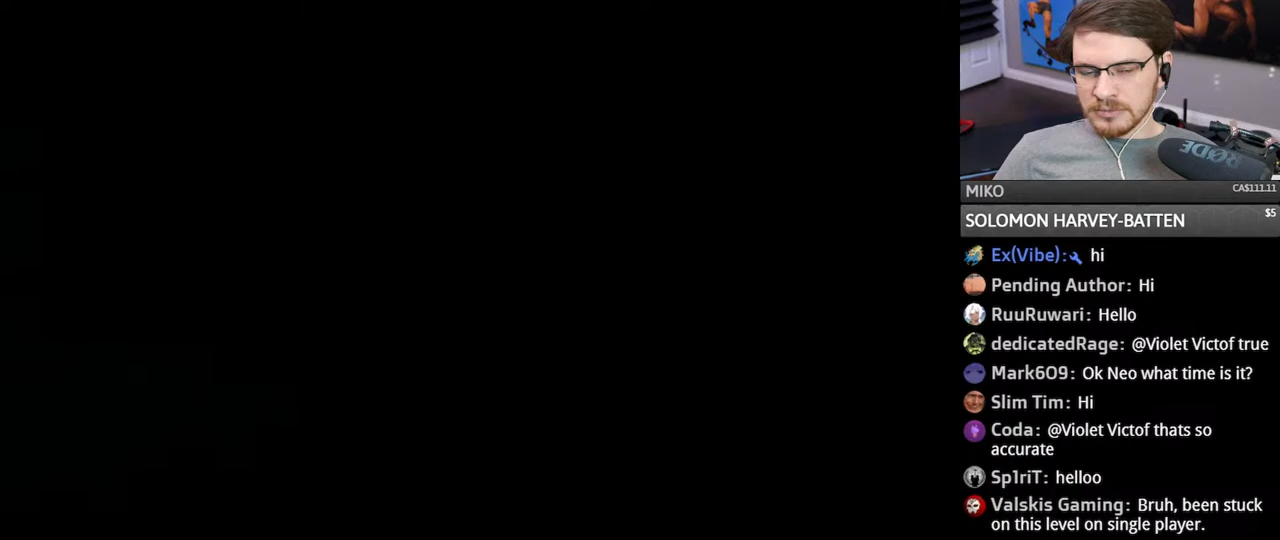 RØDE
MIKO CA$111.11
SOLOMON HARVEY-BATTEN $5
Ex(Vibe): hi
Pending Author: Hi
RuuRuwari: Hello
dedicatedRage: @Violet Victof true
Mark609: Ok Neo what time is it?
Slim Tim: Hi
Coda: @Violet Victof thats so
accurate
Sp1riT: helloo
Valskis Gaming: Bruh, been stuck
on this level on single player.